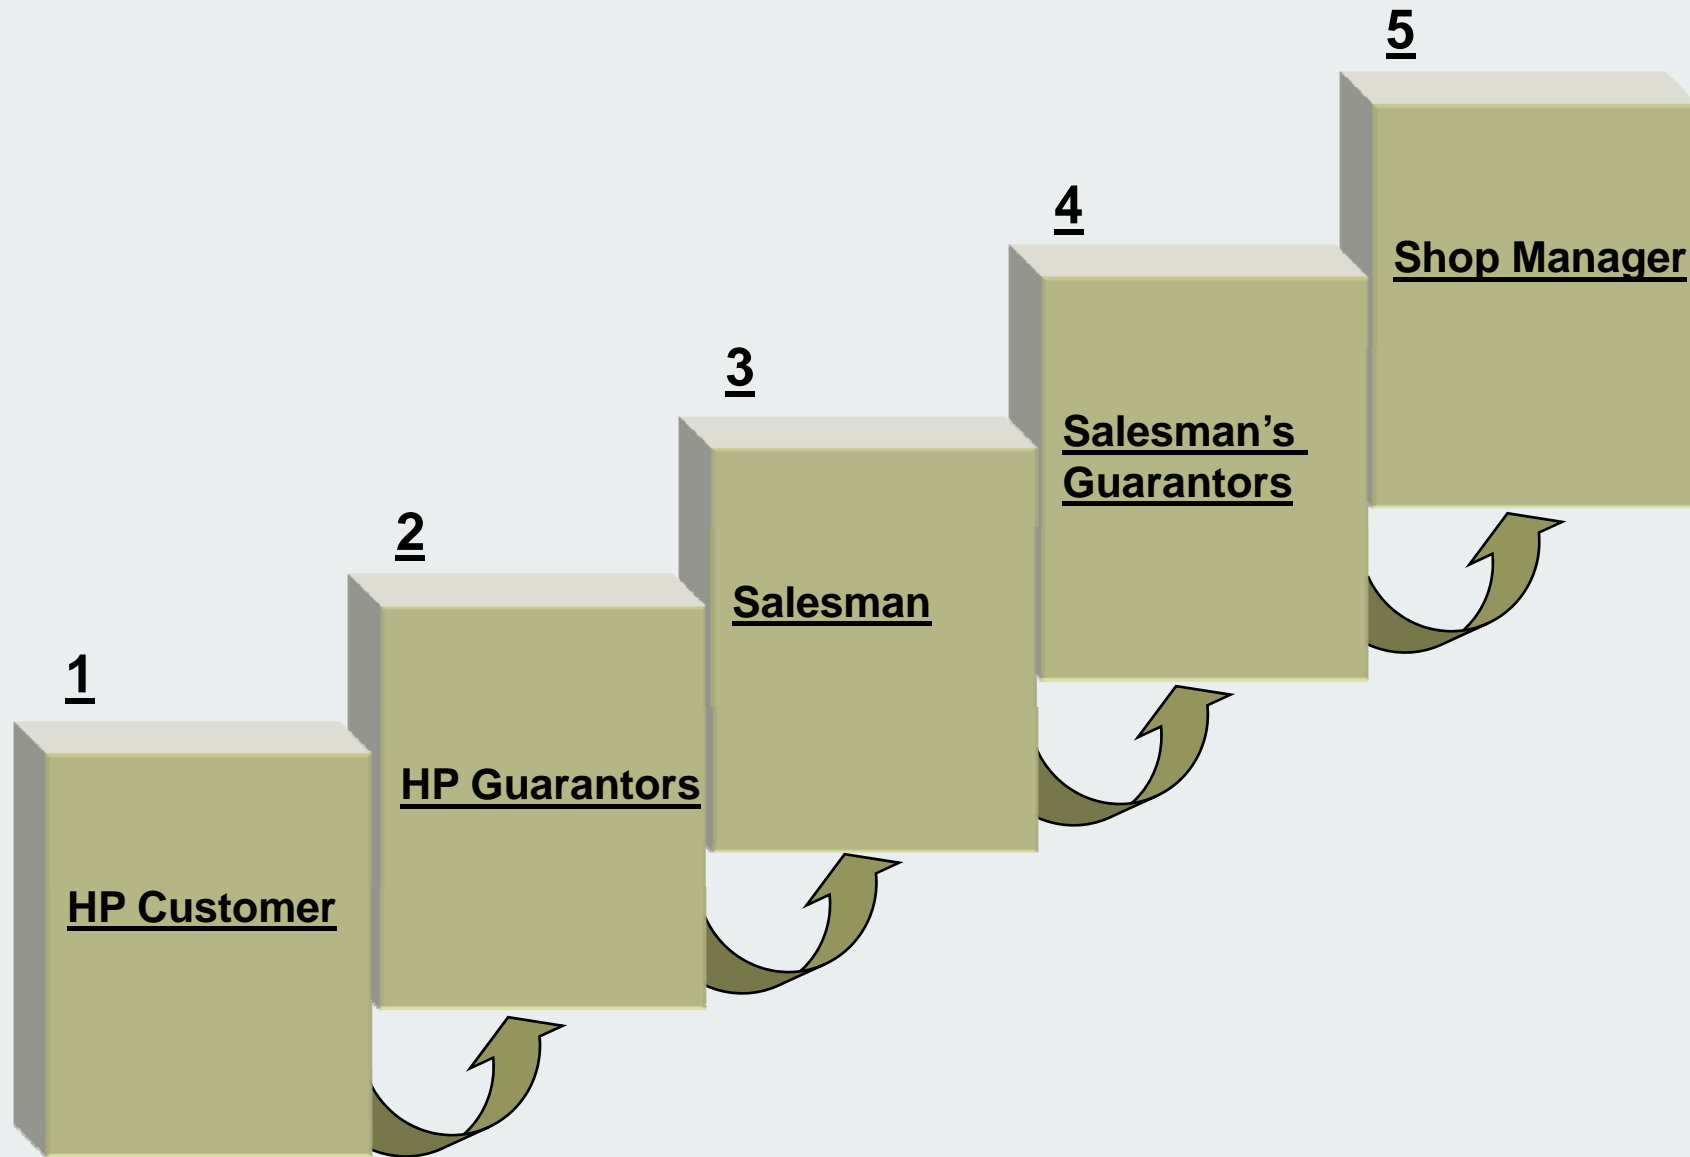 1
HP Customer
2
HP Guarantors
3
Salesman
4
Salesman’s
Guarantors
5
Shop Manager